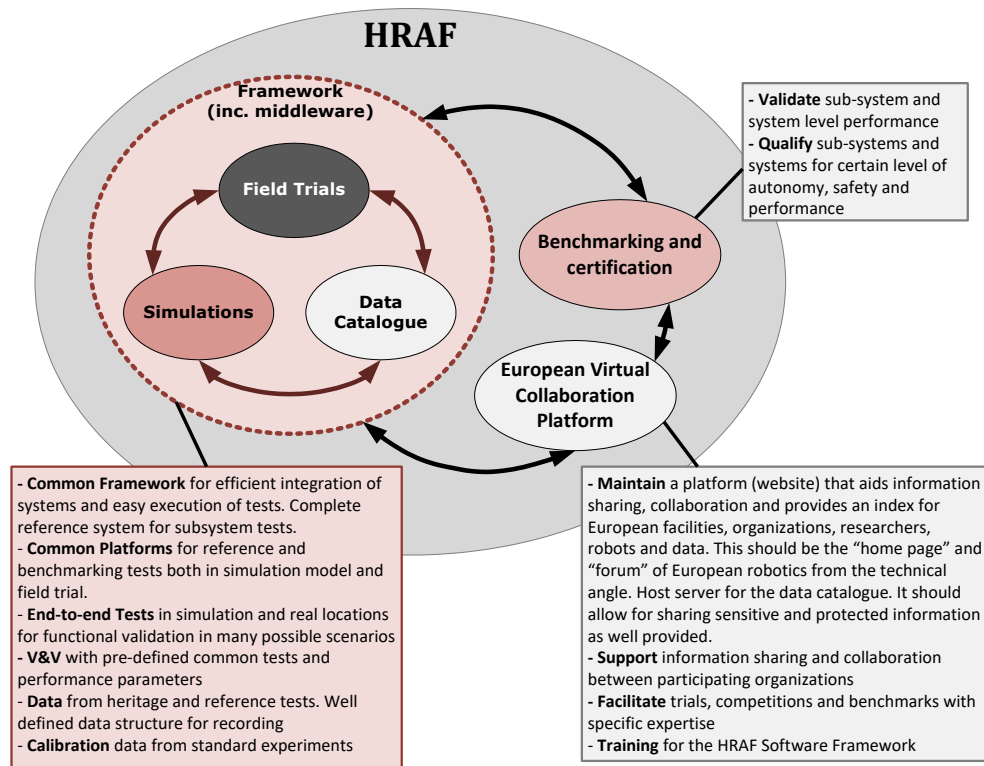 HRAF
Framework
(inc. middleware)
Field Trials
Simulations
Data
Catalogue
Benchmarking and
certification
European Virtual
Collaboration
Platform
- Validate sub-system and
system level performance
- Qualify sub-systems and
systems for certain level of
autonomy, safety and
performance
- Common Framework for efficient integration of
systems and easy execution of tests. Complete
reference system for subsystem tests.
- Common Platforms for reference and
benchmarking tests both in simulation model and
field trial.
- End-to-end Tests in simulation and real locations
for functional validation in many possible scenarios
- V&V with pre-defined common tests and
performance parameters
- Data from heritage and reference tests. Well
defined data structure for recording
- Calibration data from standard experiments
- Maintain a platform (website) that aids information
sharing, collaboration and provides an index for
European facilities, organizations, researchers,
robots and data. This should be the “home page” and
“forum” of European robotics from the technical
angle. Host server for the data catalogue. It should
allow for sharing sensitive and protected information
as well provided.
- Support information sharing and collaboration
between participating organizations
- Facilitate trials, competitions and benchmarks with
specific expertise
- Training for the HRAF Software Framework